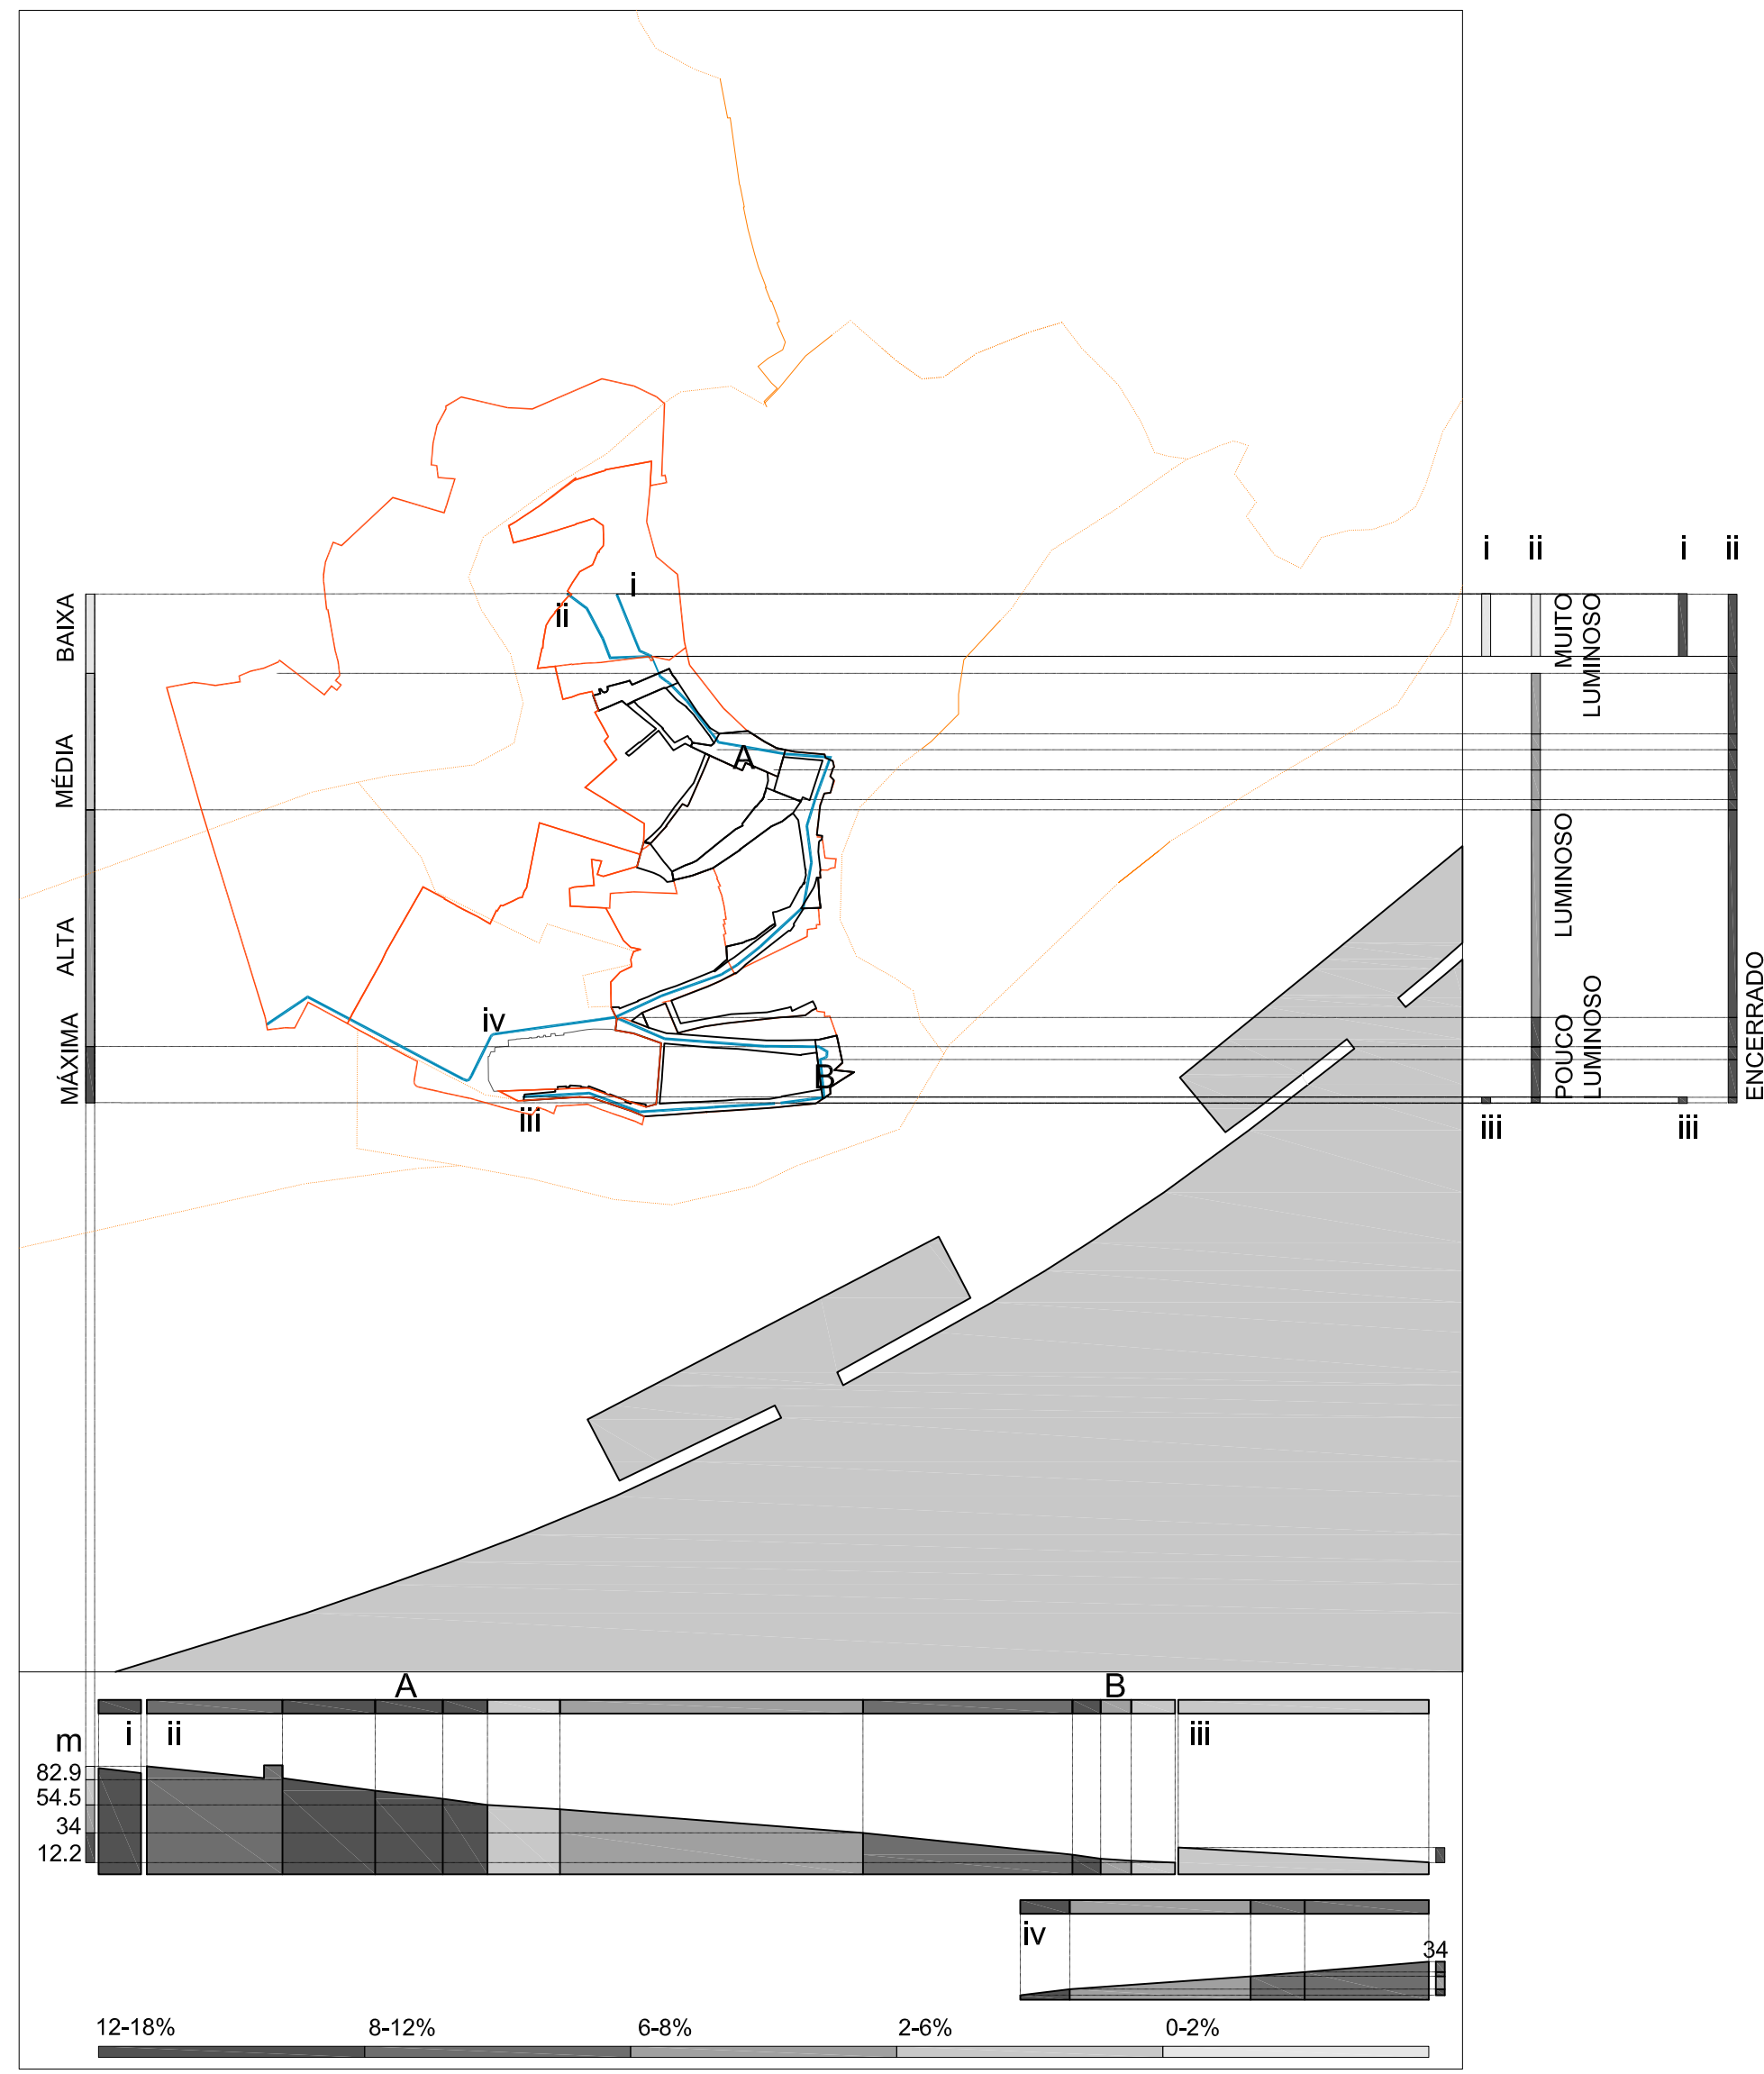 i
ii
i
ii
i
ii
BAIXA
MUITO
LUMINOSO
MÉDIA
A
LUMINOSO
ALTA
iv
MÁXIMA
B
POUCO
LUMINOSO
ENCERRADO
iii
iii
iii
A
B
i
ii
iii
m
82.9
54.5
34
12.2
iv
34
12-18%
8-12%
6-8%
2-6%
0-2%